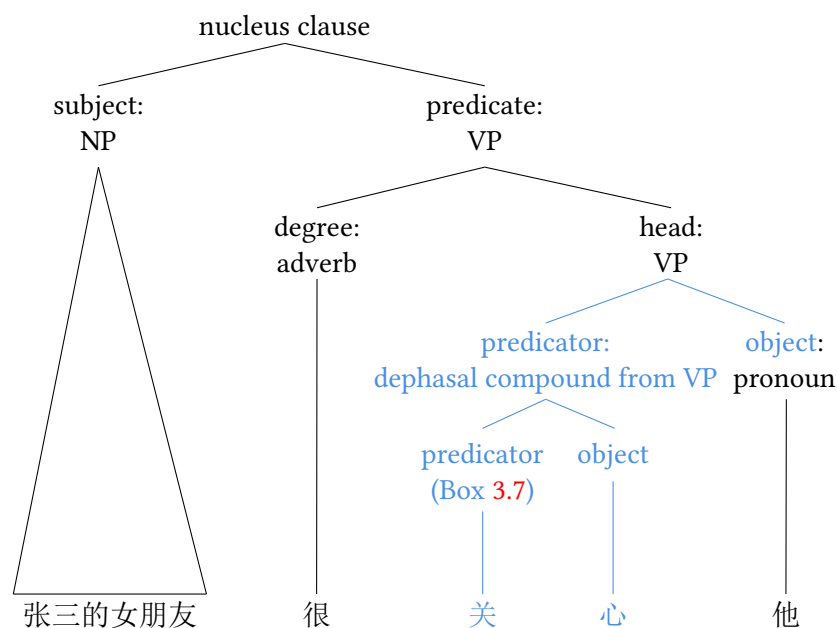 nucleus clause
subject:
NP
predicate:
VP
degree:
adverb
head:
VP
predicator:
dephasal compound from VP
object:
pronoun
predicator
(Box 3.7)
object
张三的女朋友 很 关 心 他